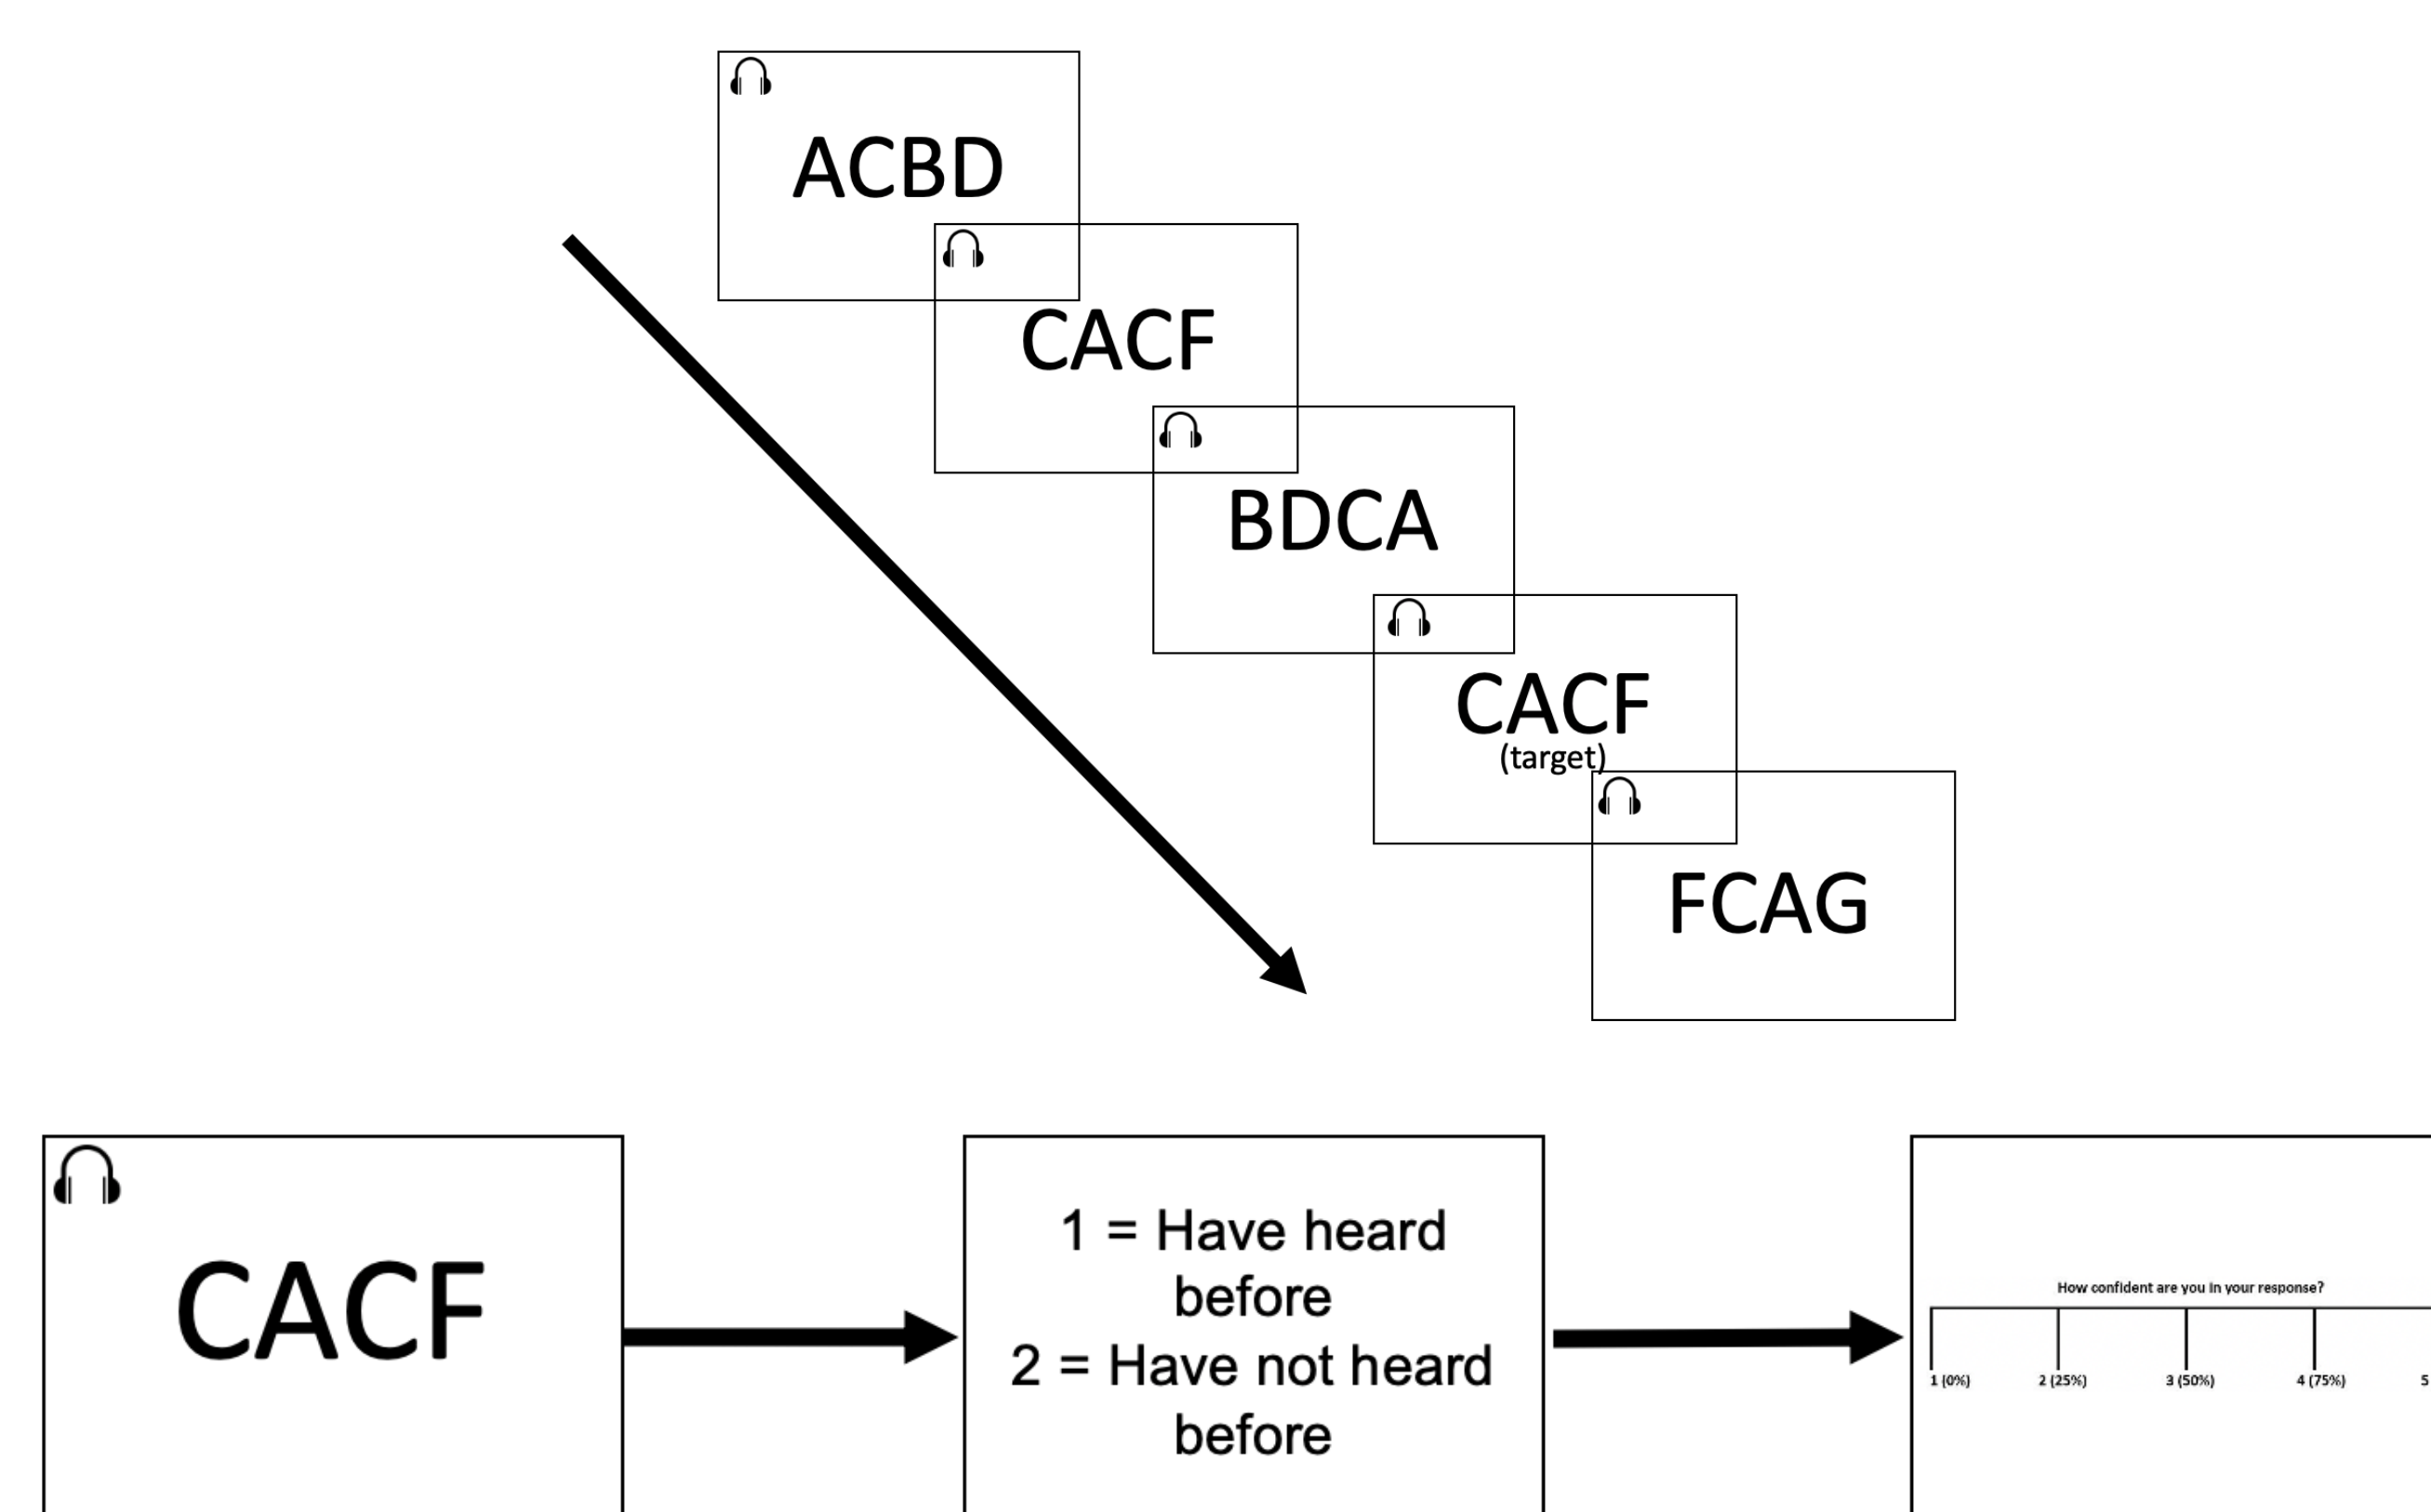 ACBD
CACF
BDCA
CACF
(target)
FCAG
CACF
1 = Have heard
before
2 = Have not heard
before
How confident are you in your response?
1 (0%) 2 (25%) 3 (50%) 4 (75%) 5